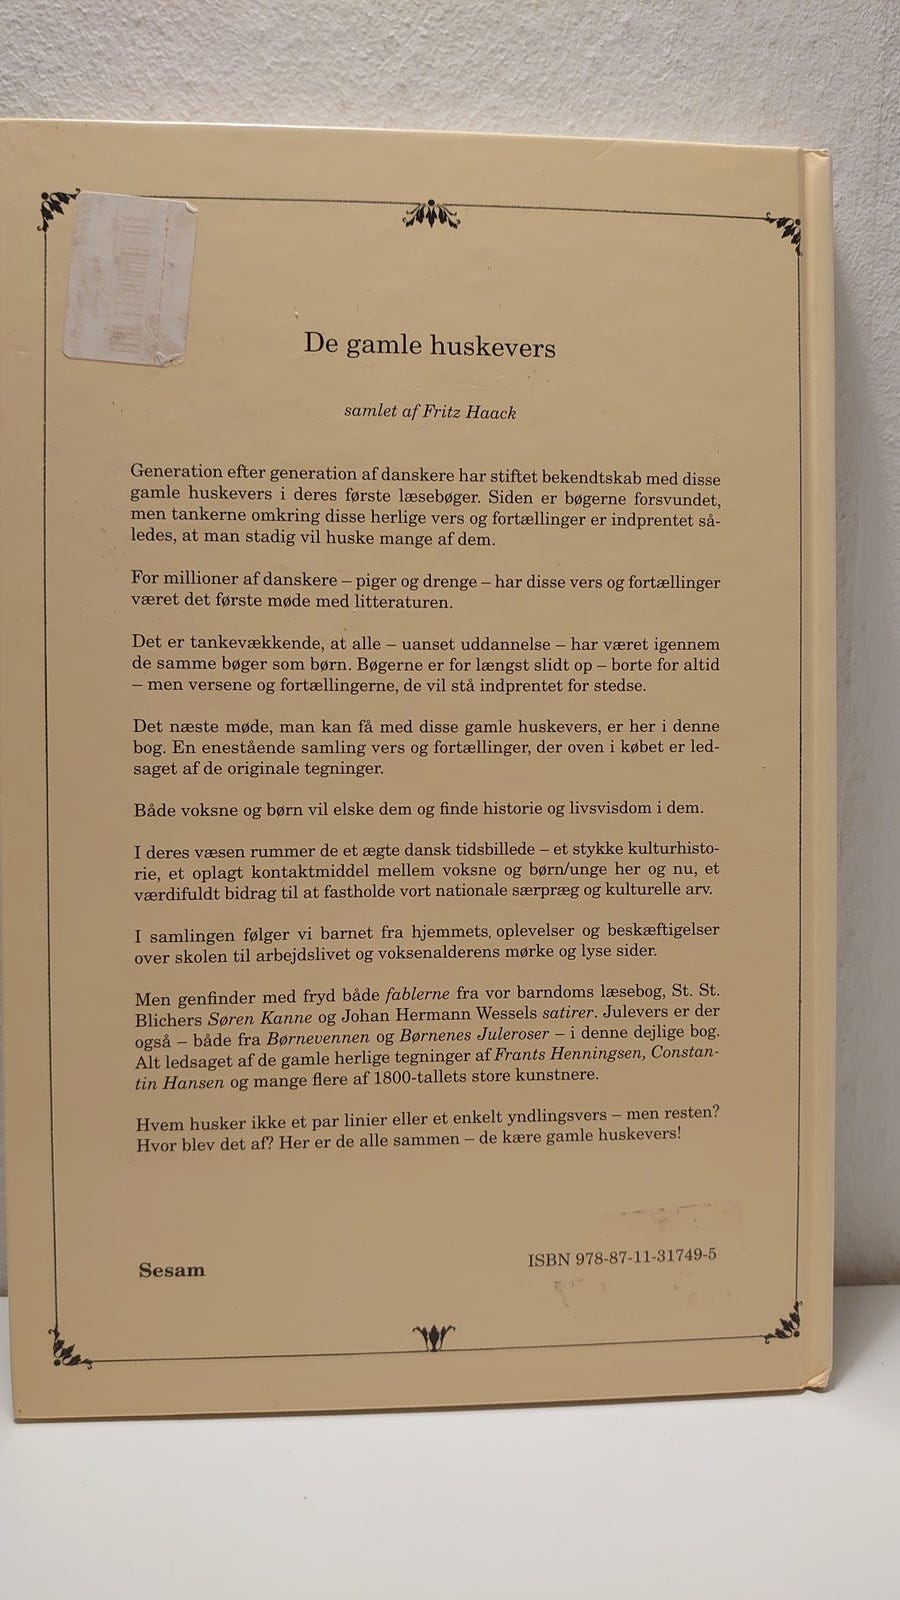 De gamle huskevers
samlet af Fritz Haack
Generation efter generation af danskere har stiftet bekendtskab med disse
gamle huskevers i deres første læsebøger. Siden er bøgerne forsvundet,
men tankerne omkring disse herlige vers og fortællinger er indprentet så-
ledes, at man stadig vil huske mange af dem.
For millioner af danskere – piger og drenge – har disse vers og fortællinger
været det første møde med litteraturen.
Det er tankevækkende, at alle – uanset uddannelse – har været igennem
de samme bøger som børn. Bøgerne er for længst slidt op – borte for altid
– men versene og fortællingerne, de vil stå indprentet for stedse.
Det næste møde, man kan få med disse gamle huskevers, er her i denne
bog. En enestående samling vers og fortællinger, der oven i købet er led-
saget af de originale tegninger.
Både voksne og børn vil elske dem og finde historie og livsvisdom i dem.
I deres væsen rummer de et ægte dansk tidsbillede – et stykke kulturhisto-
rie, et oplagt kontaktmiddel mellem voksne og børn/unge her og nu, et
værdifuldt bidrag til at fastholde vort nationale særpræg og kulturelle arv.
I samlingen følger vi barnet fra hjemmets, oplevelser og beskæftigelser
over skolen til arbejdslivet og voksenalderens mørke og lyse sider.
Men genfinder med fryd både fablerne fra vor barndoms læsebog, St. St.
Blichers Søren Kanne og Johan Hermann Wessels satirer. Julevers er der
også – både fra Børnevennen og Børnenes Juleroser – i denne dejlige bog.
Alt ledsaget af de gamle herlige tegninger af Frants Henningsen, Constan-
tin Hansen og mange flere af 1800-tallets store kunstnere.
Hvem husker ikke et par linier eller et enkelt yndlingsvers – men resten?
Hvor blev det af? Her er de alle sammen – de kære gamle huskevers!
Sesam
ISBN 978-87-11-31749-5